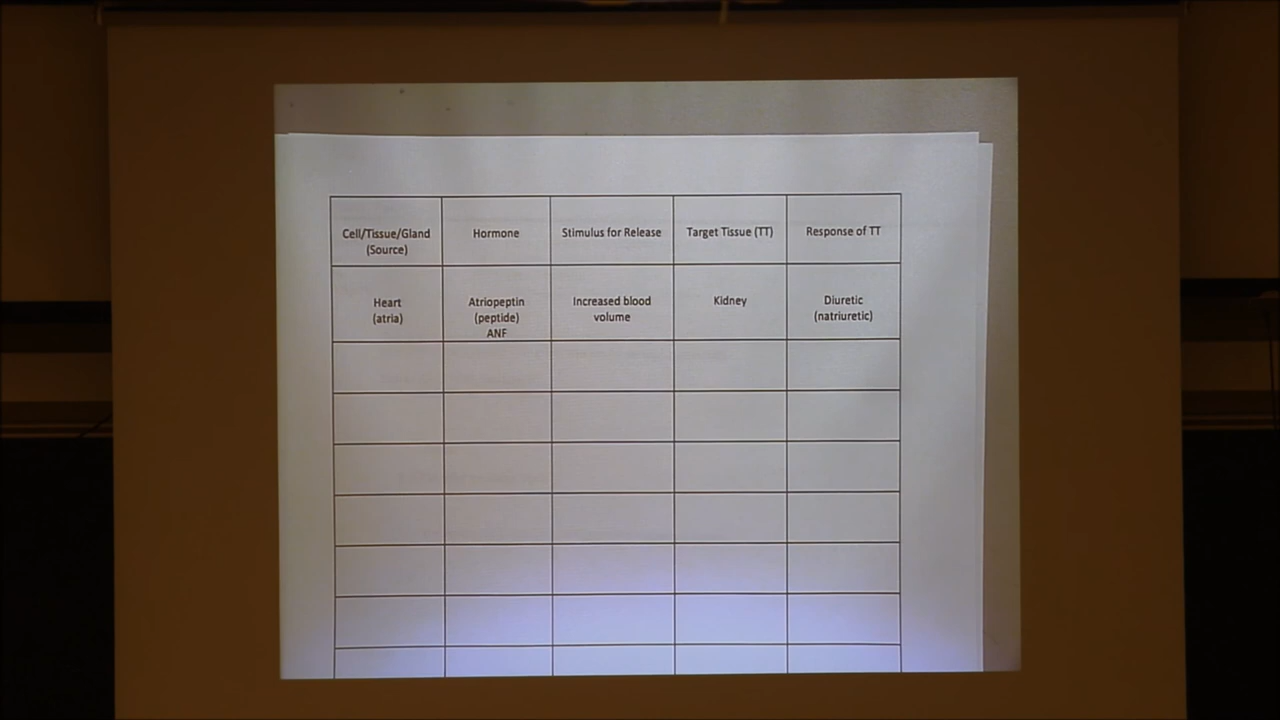 Cell/Tissue/Gland
(Source)
Hormone
Stimulus for Release
Target Tissue (TT)
Response of TT
Heart
(atria)
Atriopeptin
(peptide)
ANF
Increased blood
volume
Kidney
Diuretic
(natriuretic)